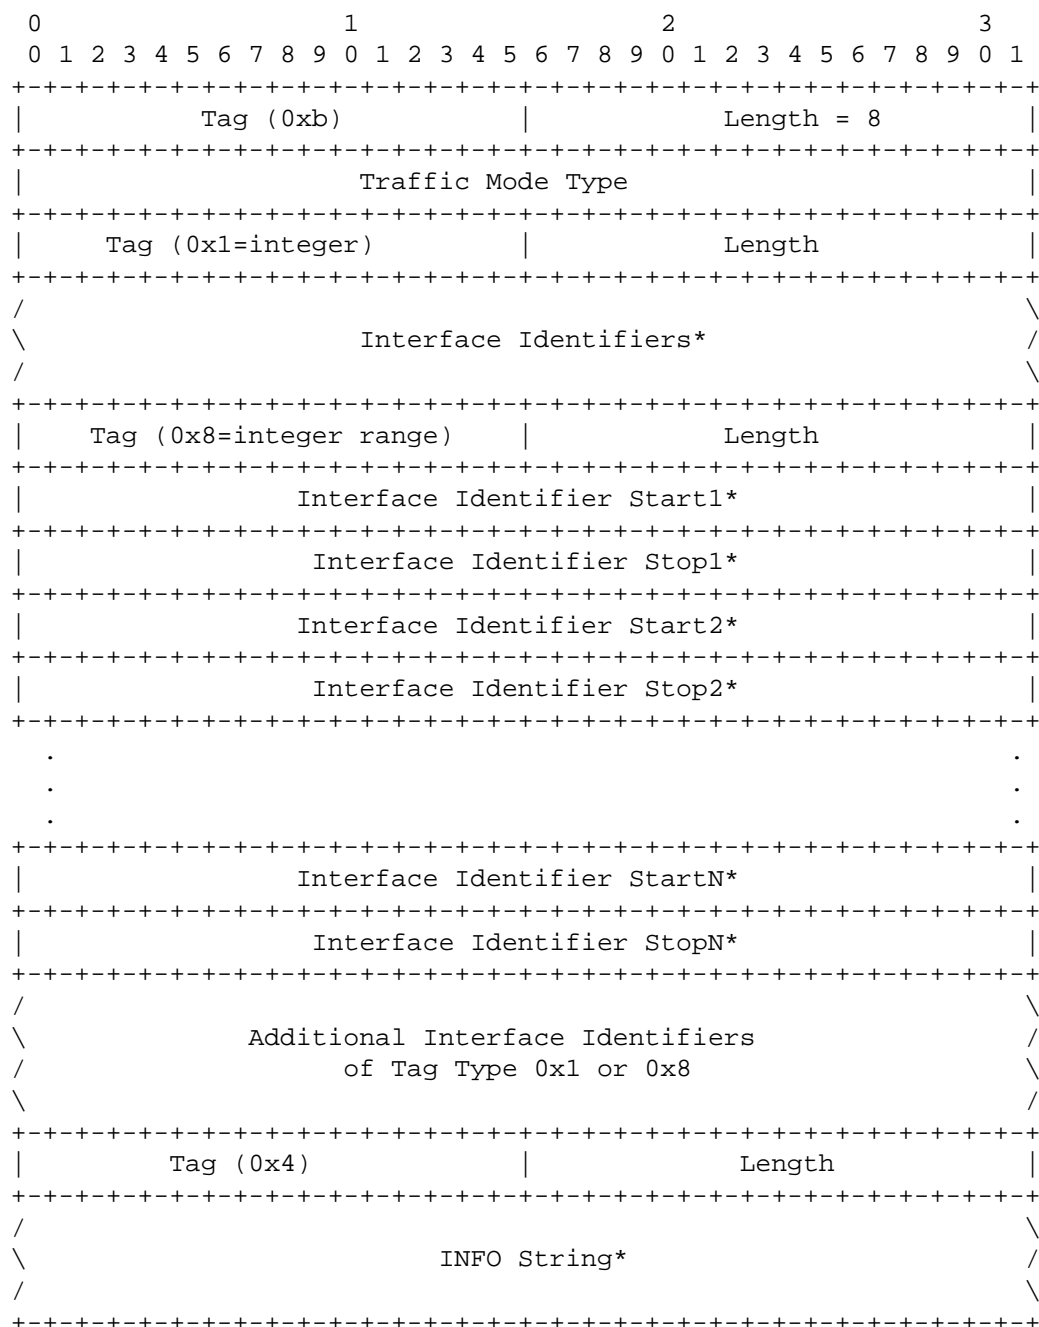 0                   1                   2                   3
 0 1 2 3 4 5 6 7 8 9 0 1 2 3 4 5 6 7 8 9 0 1 2 3 4 5 6 7 8 9 0 1
+-+-+-+-+-+-+-+-+-+-+-+-+-+-+-+-+-+-+-+-+-+-+-+-+-+-+-+-+-+-+-+-+
|           Tag (0xb)           |            Length = 8         |
+-+-+-+-+-+-+-+-+-+-+-+-+-+-+-+-+-+-+-+-+-+-+-+-+-+-+-+-+-+-+-+-+
|                     Traffic Mode Type                         |
+-+-+-+-+-+-+-+-+-+-+-+-+-+-+-+-+-+-+-+-+-+-+-+-+-+-+-+-+-+-+-+-+
|     Tag (0x1=integer)         |            Length             |
+-+-+-+-+-+-+-+-+-+-+-+-+-+-+-+-+-+-+-+-+-+-+-+-+-+-+-+-+-+-+-+-+
/                                                               \
\                     Interface Identifiers*                    /
/                                                               \
+-+-+-+-+-+-+-+-+-+-+-+-+-+-+-+-+-+-+-+-+-+-+-+-+-+-+-+-+-+-+-+-+
|    Tag (0x8=integer range)    |            Length             |
+-+-+-+-+-+-+-+-+-+-+-+-+-+-+-+-+-+-+-+-+-+-+-+-+-+-+-+-+-+-+-+-+
|                 Interface Identifier Start1*                  |
+-+-+-+-+-+-+-+-+-+-+-+-+-+-+-+-+-+-+-+-+-+-+-+-+-+-+-+-+-+-+-+-+
|                  Interface Identifier Stop1*                  |
+-+-+-+-+-+-+-+-+-+-+-+-+-+-+-+-+-+-+-+-+-+-+-+-+-+-+-+-+-+-+-+-+
|                 Interface Identifier Start2*                  |
+-+-+-+-+-+-+-+-+-+-+-+-+-+-+-+-+-+-+-+-+-+-+-+-+-+-+-+-+-+-+-+-+
|                  Interface Identifier Stop2*                  |
+-+-+-+-+-+-+-+-+-+-+-+-+-+-+-+-+-+-+-+-+-+-+-+-+-+-+-+-+-+-+-+-+
  .                                                            .
  .                                                            .
  .                                                            .
+-+-+-+-+-+-+-+-+-+-+-+-+-+-+-+-+-+-+-+-+-+-+-+-+-+-+-+-+-+-+-+-+
|                 Interface Identifier StartN*                  |
+-+-+-+-+-+-+-+-+-+-+-+-+-+-+-+-+-+-+-+-+-+-+-+-+-+-+-+-+-+-+-+-+
|                  Interface Identifier StopN*                  |
+-+-+-+-+-+-+-+-+-+-+-+-+-+-+-+-+-+-+-+-+-+-+-+-+-+-+-+-+-+-+-+-+
/                                                               \
\              Additional Interface Identifiers                 /
/                    of Tag Type 0x1 or 0x8                     \
\                                                               /
+-+-+-+-+-+-+-+-+-+-+-+-+-+-+-+-+-+-+-+-+-+-+-+-+-+-+-+-+-+-+-+-+
|         Tag (0x4)             |             Length            |
+-+-+-+-+-+-+-+-+-+-+-+-+-+-+-+-+-+-+-+-+-+-+-+-+-+-+-+-+-+-+-+-+
/                                                               \
\                          INFO String*                         /
/                                                               \
+-+-+-+-+-+-+-+-+-+-+-+-+-+-+-+-+-+-+-+-+-+-+-+-+-+-+-+-+-+-+-+-+